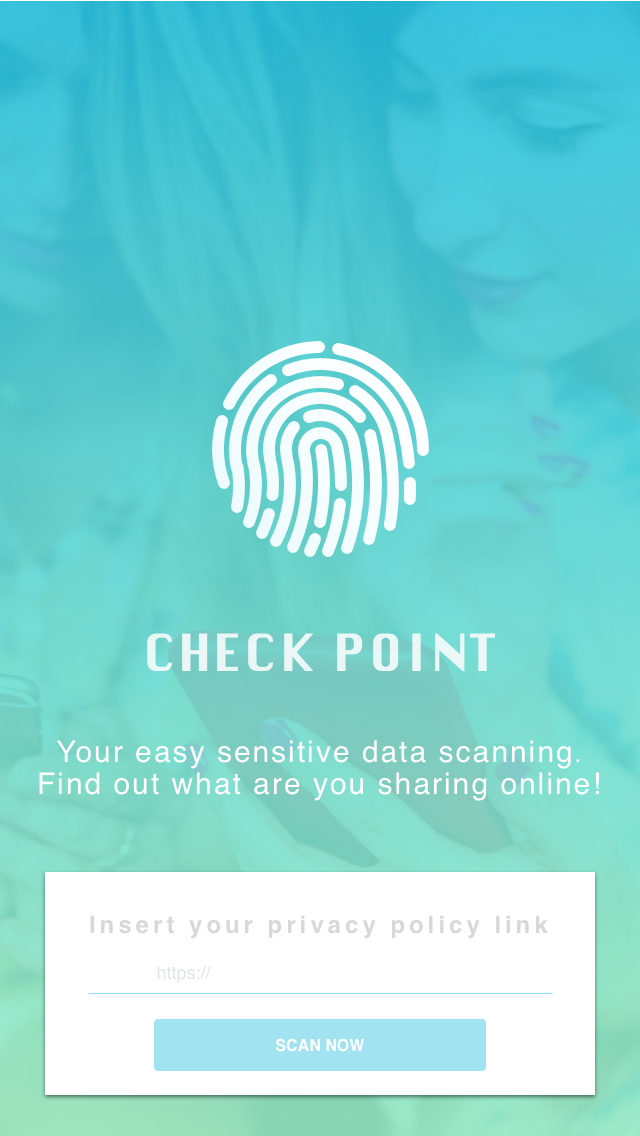 CHECK POINT
Your easy sensitive data scanning.
Find out what are you sharing online!
Insert your privacy policy link
https://
SCAN NOW